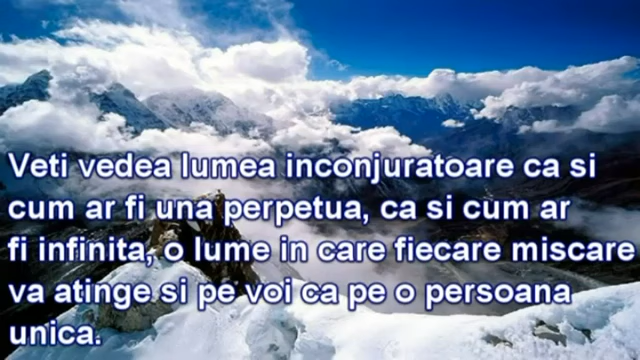 Veti vedea lumea inconjuratoare ca si
cum ar fi una perpetua, ca si cum ar
fi infinita, o lume in care fiecare miscare
va atinge si pe voi ca pe o persoana
unica.